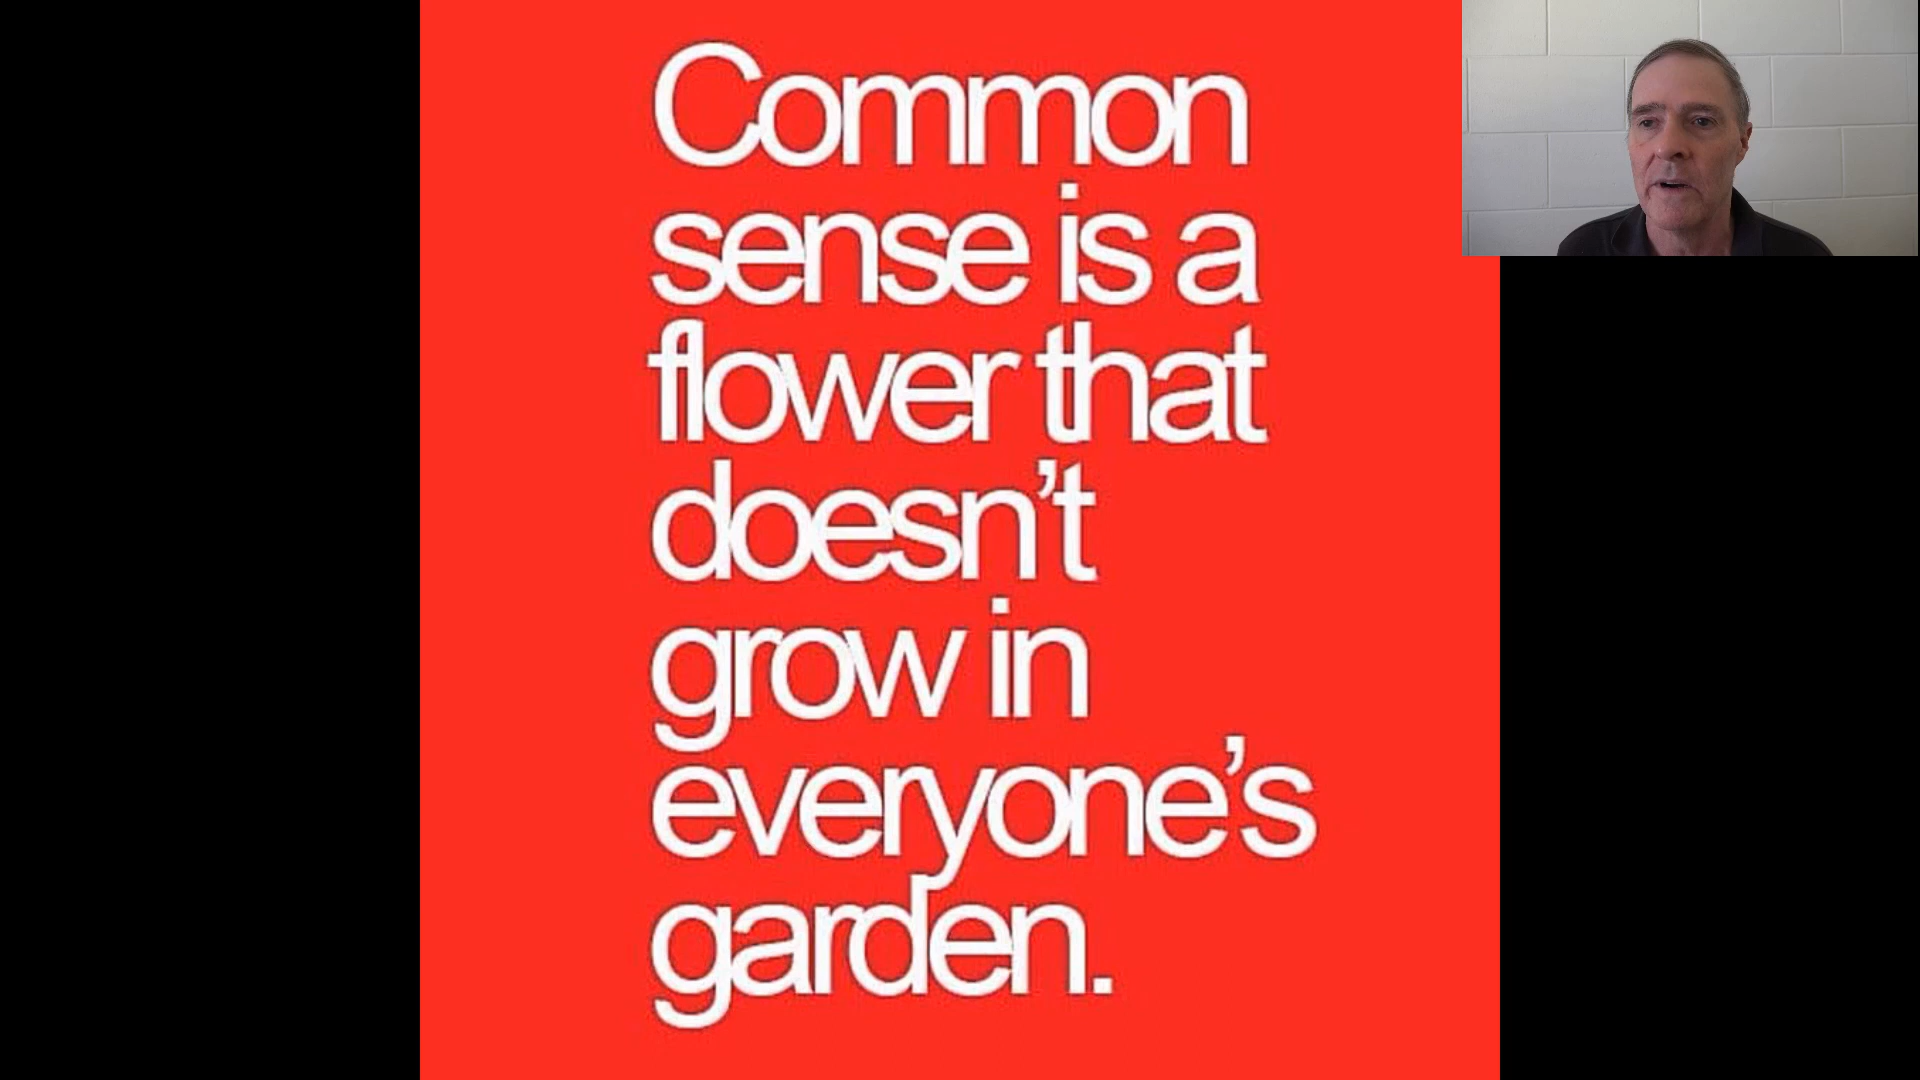 Common
sense is a
flower that
doesn't
grow in
everyone's
garden.